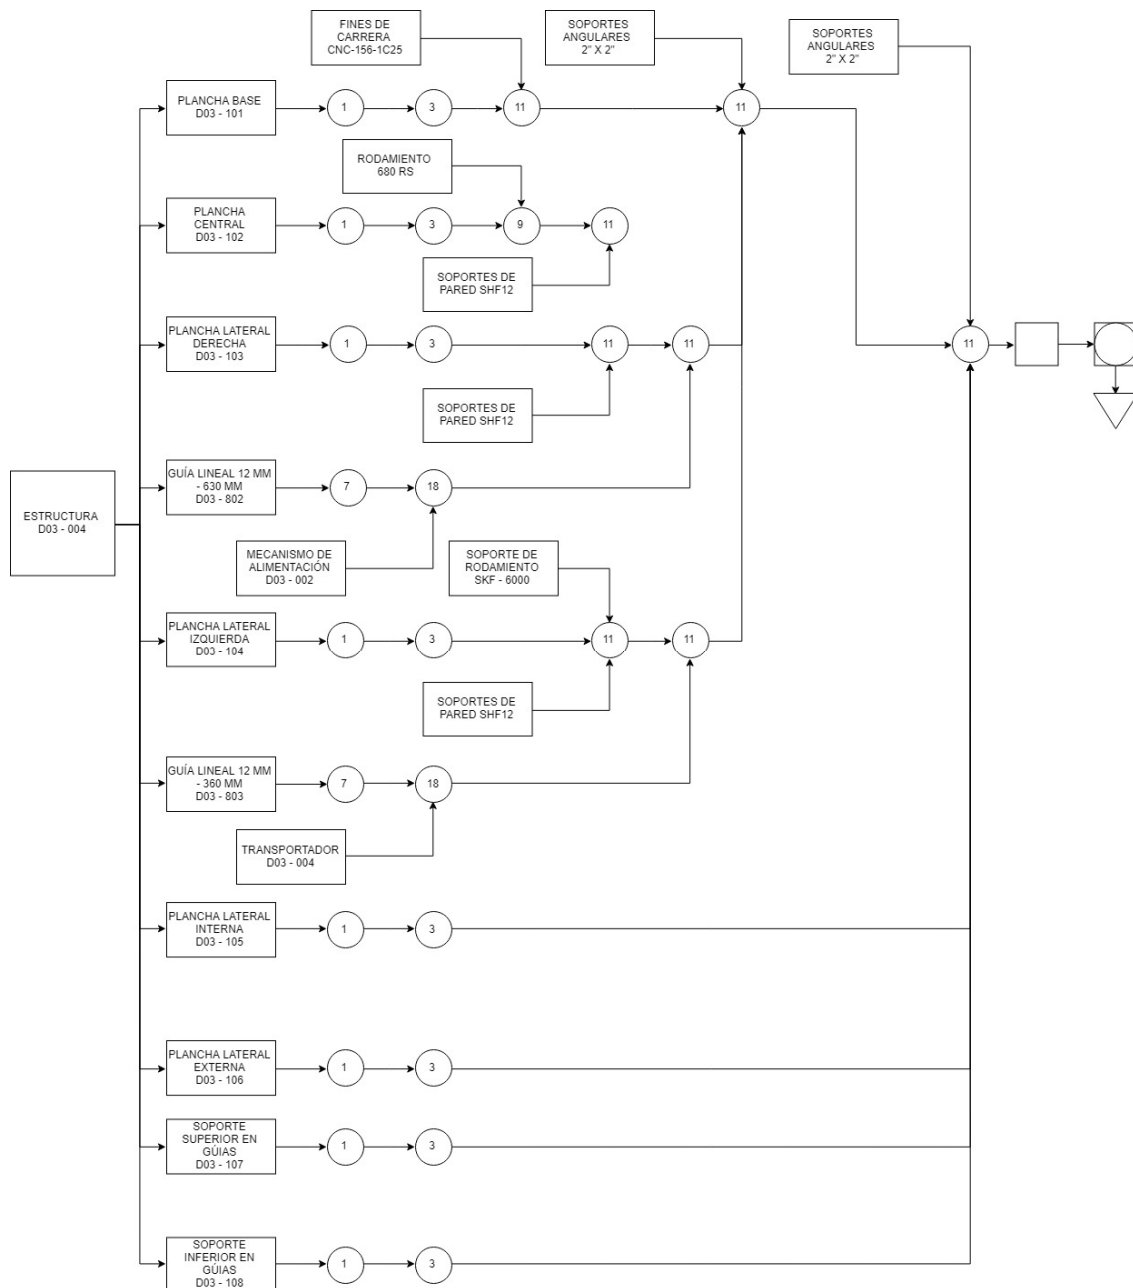 FINES DE
CARRERA
CNC-156-1C25
SOPORTES
ANGULARES
2" X 2"
SOPORTES
ANGULARES
2" X 2"
PLANCHA BASE
D03 - 101
1
3
11
11
RODAMIENTO
680 RS
PLANCHA
CENTRAL
D03 - 102
1
3
9
11
SOPORTES DE
PARED SHF12
PLANCHA LATERAL
DERECHA
D03 - 103
1
3
11
11
11
SOPORTES DE
PARED SHF12
GUÍA LINEAL 12 MM
- 630 MM
D03 - 802
7
18
ESTRUCTURA
D03 - 004
MECANISMO DE
ALIMENTACIÓN
D03 - 002
SOPORTE DE
RODAMIENTO
SKF - 6000
PLANCHA LATERAL
IZQUIERDA
D03 - 104
1
3
11
11
SOPORTES DE
PARED SHF12
GUÍA LINEAL 12 MM
- 360 MM
D03 - 803
7
18
TRANSPORTADOR
D03 - 004
PLANCHA LATERAL
INTERNA
D03 - 105
1
3
PLANCHA LATERAL
EXTERNA
D03 - 106
1
3
SOPORTE
SUPERIOR EN
GÚIAS
D03 - 107
1
3
SOPORTE
INFERIOR EN
GÚIAS
D03 - 108
1
3